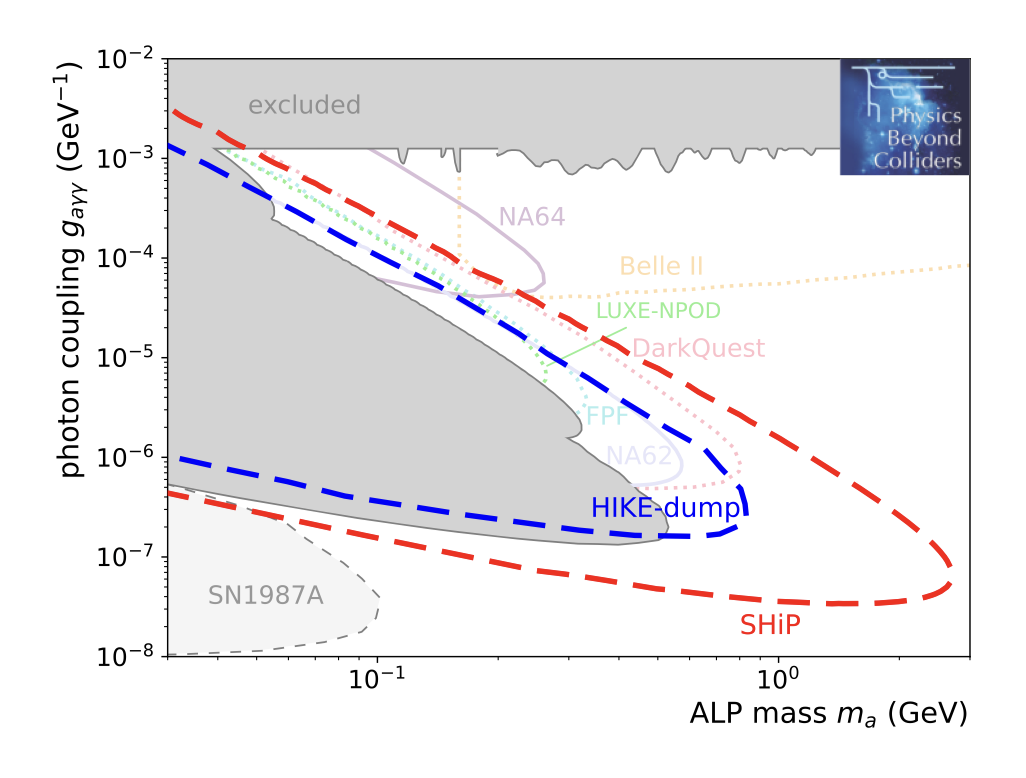 10⁻²
10⁻³
10⁻⁴
10⁻⁵
10⁻⁶
10⁻⁷
10⁻⁸
photon coupling gₐᵧᵧ (GeV⁻¹)
excluded
Physics
Beyond
Colliders
NA64
Belle II
LUXE-NPOD
DarkQuest
FPF
NA62
HIKE-dump
SN1987A
SHiP
10⁻¹
10⁰
ALP mass mₐ (GeV)